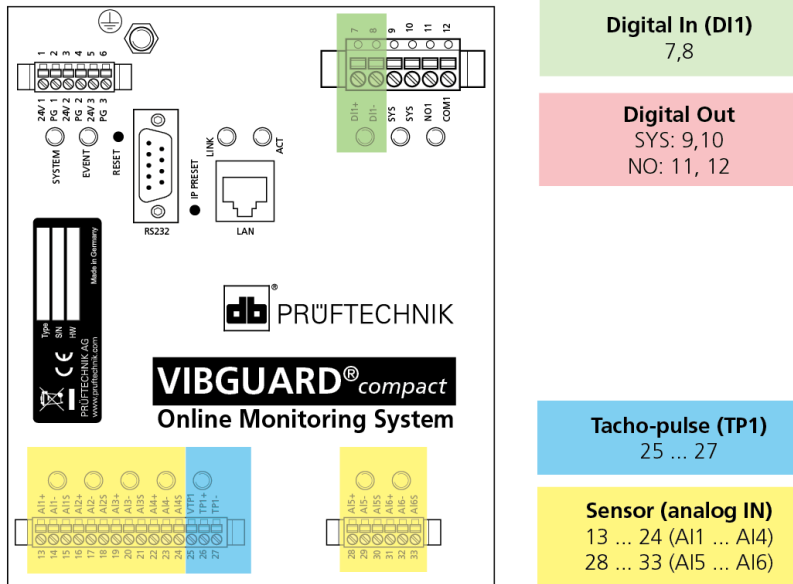 1 2 3 4 5 6
24V 1 PG 1 24V 2 PG 2 24V 3 PG 3
SYSTEM
EVENT
RESET
RS232
IP PRESET
LINK
ACT
LAN
7 8 9 10 11 12
DI1+ DI1- SYS SYS NO1 COM1
Digital In (DI1)
7,8
Digital Out
SYS: 9,10
NO: 11, 12
Type
S/N
HW
Made in Germany
CE
PRÜFTECHNIK AG
www.pruftechnik.com
db® PRÜFTECHNIK
VIBGUARD® compact
Online Monitoring System
AI1+ AI1- AI1S AI2+ AI2- AI2S AI3+ AI3- AI3S AI4+ AI4- AI4S VTP1 TP1+ TP1-
13 14 15 16 17 18 19 20 21 22 23 24 25 26 27
AI5+ AI5- AI5S AI6+ AI6- AI6S
28 29 30 31 32 33
Tacho-pulse (TP1)
25 ... 27
Sensor (analog IN)
13 ... 24 (AI1 ... AI4)
28 ... 33 (AI5 ... AI6)